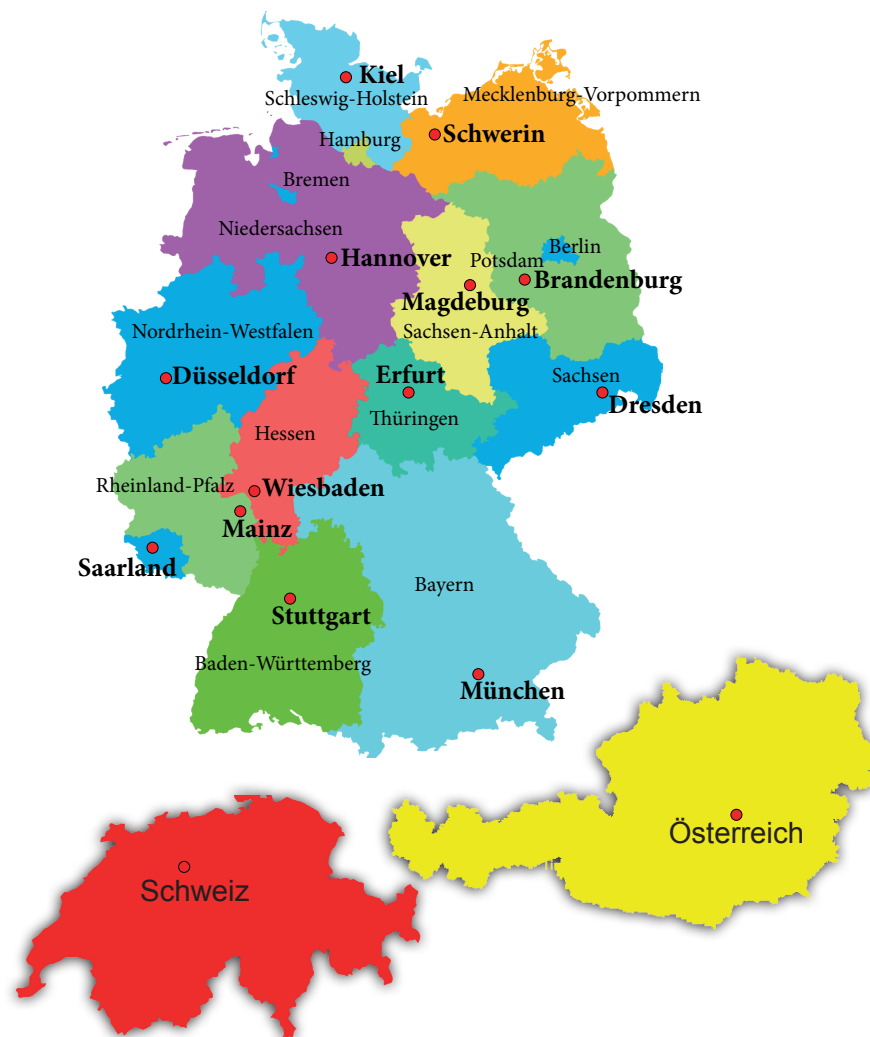 Kiel
Schleswig-Holstein
Mecklenburg-Vorpommern
Schwerin
Hamburg
Bremen
Niedersachsen
Hannover
Berlin
Potsdam
Brandenburg
Magdeburg
Sachsen-Anhalt
Nordrhein-Westfalen
Düsseldorf
Erfurt
Thüringen
Sachsen
Dresden
Hessen
Rheinland-Pfalz
Wiesbaden
Mainz
Saarland
Bayern
Stuttgart
Baden-Württemberg
München
Österreich
Schweiz